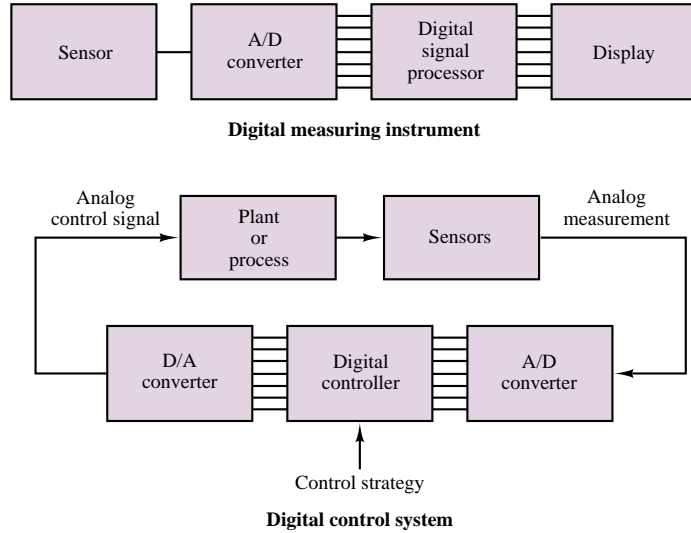 Sensor
A/D
converter
Digital
signal
processor
Display
Digital measuring instrument
Analog
control signal
Plant
or
process
Sensors
Analog
measurement
D/A
converter
Digital
controller
A/D
converter
Control strategy
Digital control system